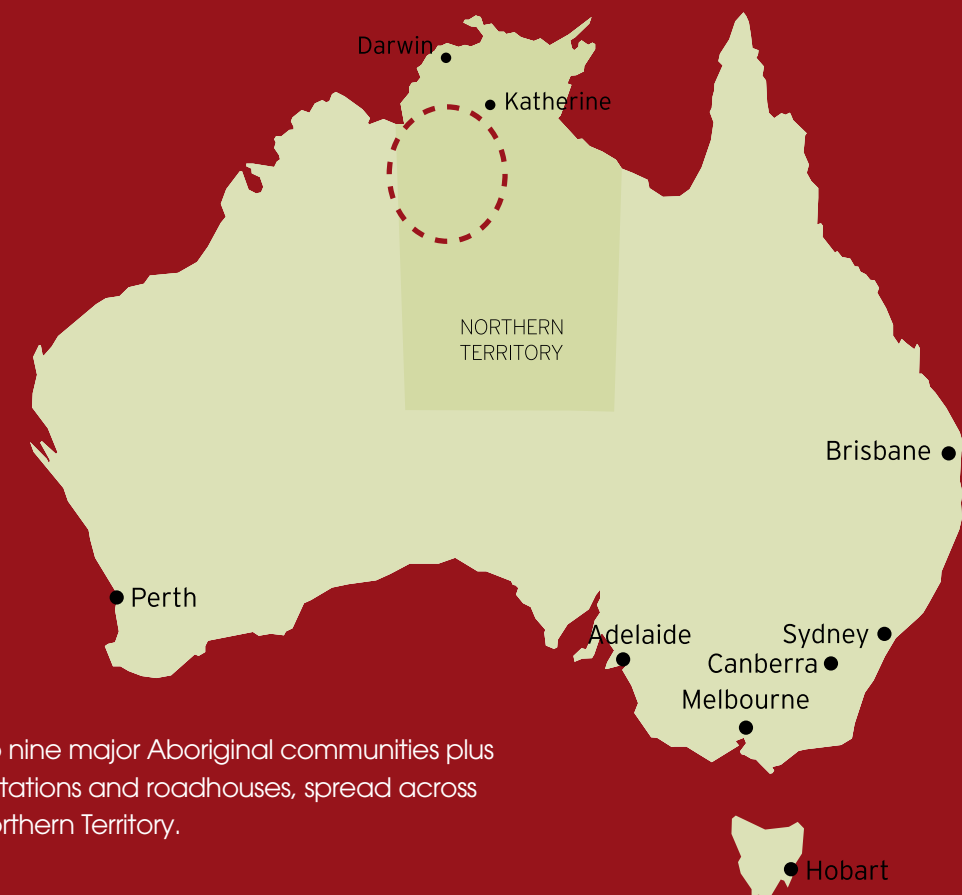 Darwin
Katherine
NORTHERN
TERRITORY
Brisbane
Perth
Adelaide
Sydney
Canberra
Melbourne
nine major Aboriginal communities plus
tations and roadhouses, spread across
rthern Territory.
Hobart